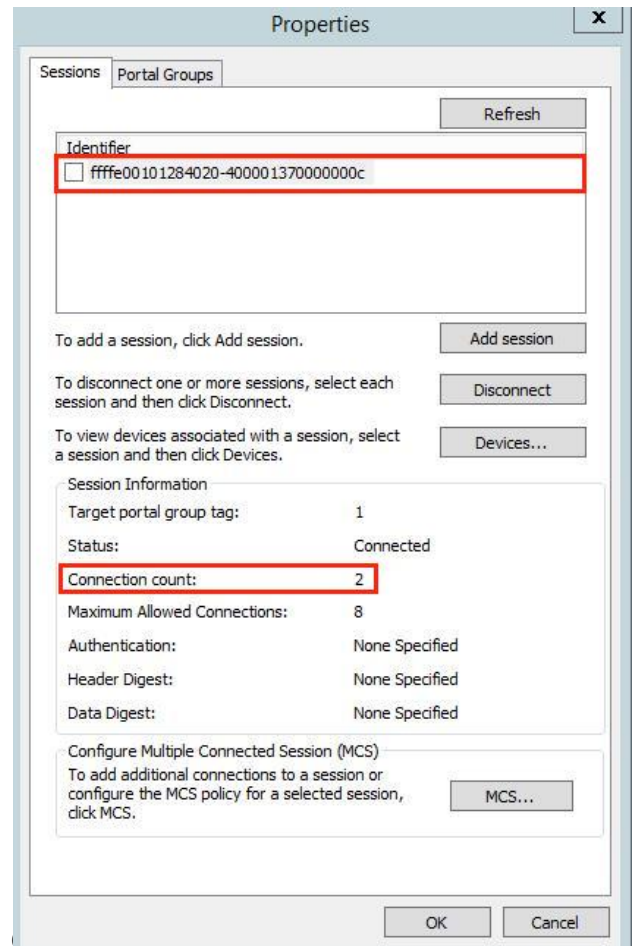 Properties
x
Sessions
Portal Groups
Refresh
Identifier
ffffe00101284020-400001370000000c
To add a session, click Add session.
Add session
To disconnect one or more sessions, select each
session and then click Disconnect.
Disconnect
To view devices associated with a session, select
a session and then click Devices.
Devices...
Session Information
Target portal group tag: 1
Status: Connected
Connection count: 2
Maximum Allowed Connections: 8
Authentication: None Specified
Header Digest: None Specified
Data Digest: None Specified
Configure Multiple Connected Session (MCS)
To add additional connections to a session or
configure the MCS policy for a selected session,
click MCS.
MCS...
OK
Cancel